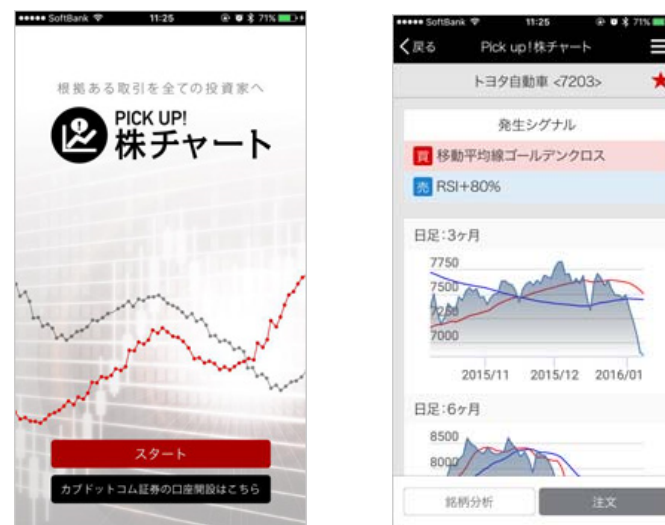 SoftBank 11:25 71%
根拠ある取引を全ての投資家へ
PICK UP!
株チャート
スタート
カブドットコム証券の口座開設はこちら
SoftBank 11:25 71%
戻る Pick up!株チャート
トヨタ自動車 <7203>
発生シグナル
買 移動平均線ゴールデンクロス
売 RSI+80%
日足:3ヶ月
7750
7500
7250
7000
2015/11 2015/12 2016/01
日足:6ヶ月
8500
8000
銘柄分析 注文